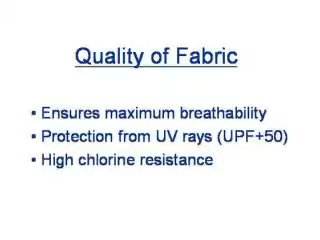 Quality of Fabric
• Ensures maximum breathability
• Protection from UV rays (UPF+50)
• High chlorine resistance